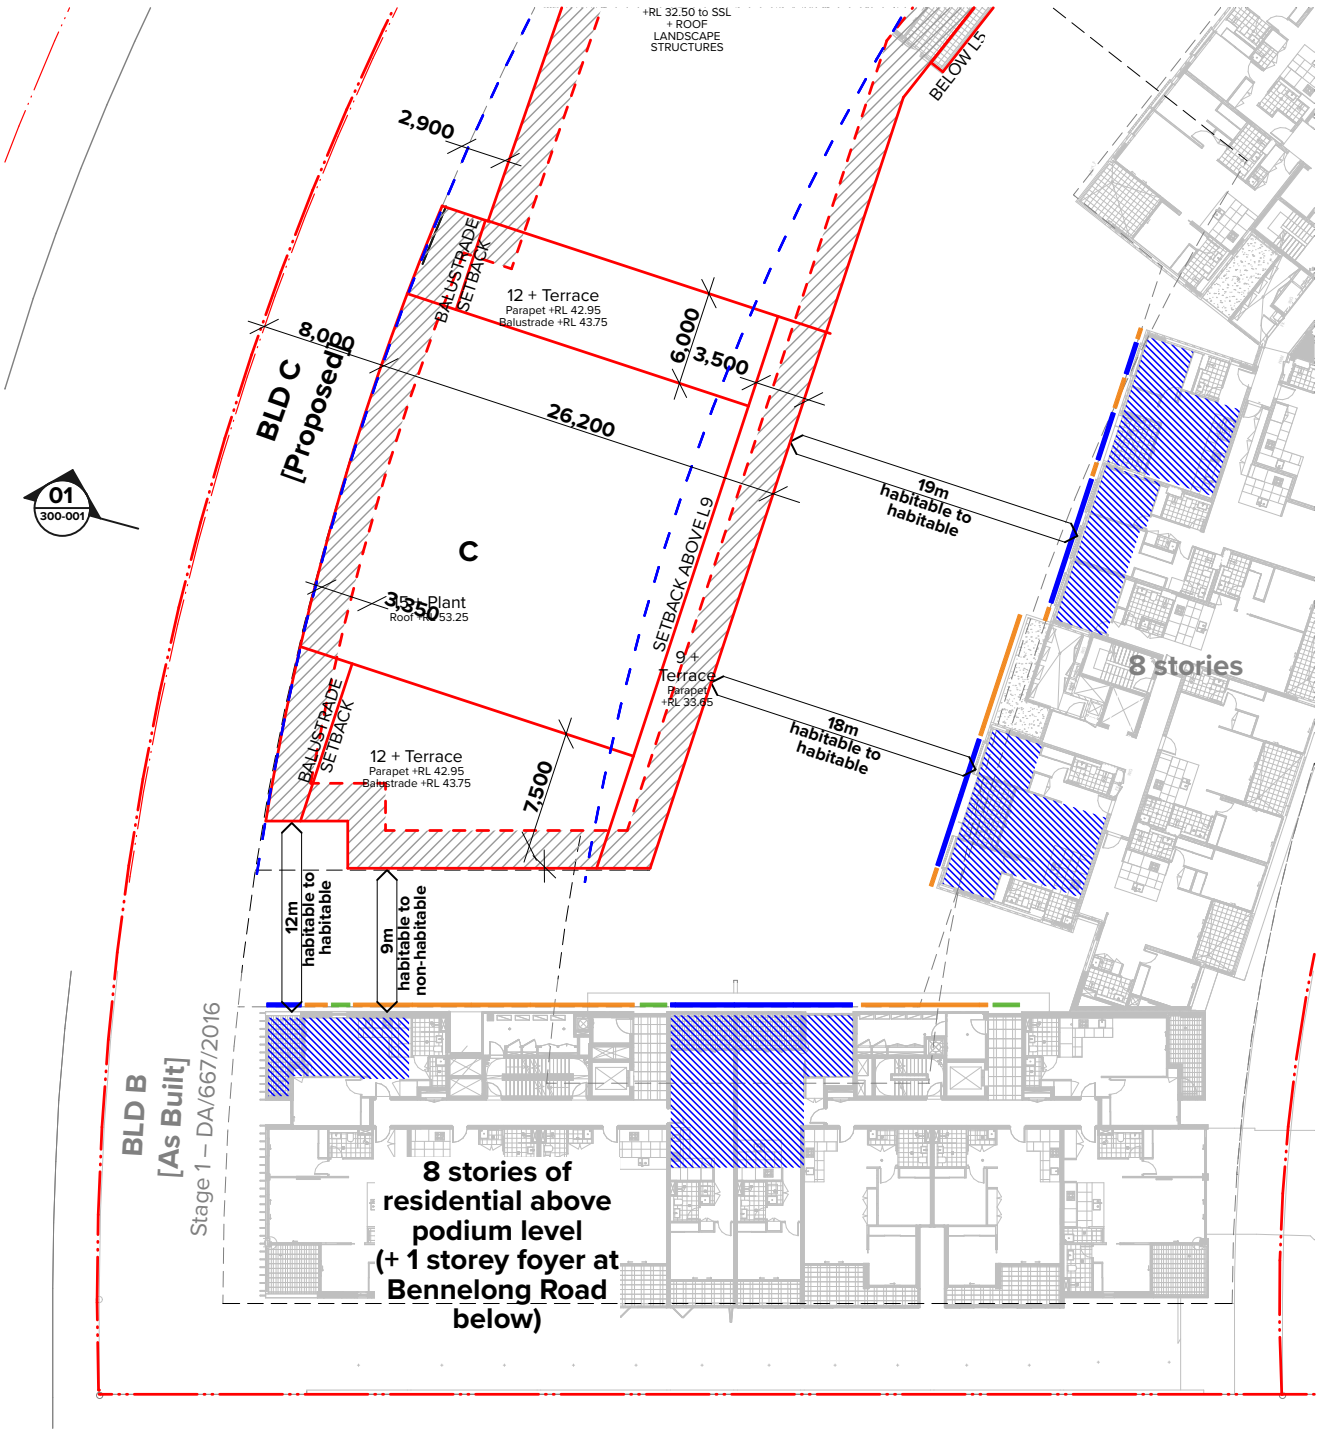 +RL 32.50 to SSL
+ ROOF
LANDSCAPE
STRUCTURES
BELOW L5
2,900
BALUSTRADE
SETBACK
12 + Terrace
Parapet +RL 42.95
Balustrade +RL 43.75
6,000
3,500
8,000
BLD C
[Proposed]
26,200
19m
habitable to
habitable
01
300-001
C
SETBACK ABOVE L9
3,350
15 + Plant
Roof +RL 53.25
9 +
Terrace
Parapet
+RL 33.65
8 stories
18m
habitable to
habitable
BALUSTRADE
SETBACK
12 + Terrace
Parapet +RL 42.95
Balustrade +RL 43.75
7,500
12m
habitable to
habitable
9m
habitable to
non-habitable
BLD B
[As Built]
Stage 1 – DA/667/2016
8 stories of
residential above
podium level
(+ 1 storey foyer at
Bennelong Road
below)